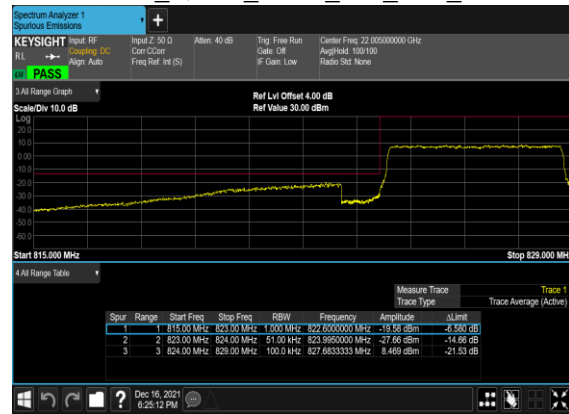 Spectrum Analyzer 1
Spurious Emissions
KEYSIGHT Input: RF Input Z: 50 Ω Atten: 40 dB Trig: Free Run Center Freq: 22.005000000 GHz
RL Coupling: DC Corr CCorr Gate: Off Avg|Hold: 100/100
Align: Auto Freq Ref: Int (S) IF Gain: Low Radio Std: None
PASS
3 All Range Graph
Ref Lvl Offset 4.00 dB
Scale/Div 10.0 dB Ref Value 30.00 dBm
Log
20.0
10.0
0.00
-10.0
-20.0
-30.0
-40.0
-50.0
-60.0
Start 815.000 MHz Stop 829.000 MH
4 All Range Table
Measure Trace Trace 1
Trace Type Trace Average (Active)
Spur Range Start Freq Stop Freq RBW Frequency Amplitude ΔLimit
1 1 815.00 MHz 823.00 MHz 1.000 MHz 822.6000000 MHz -19.58 dBm -6.580 dB
2 2 823.00 MHz 824.00 MHz 51.00 kHz 823.9950000 MHz -27.66 dBm -14.66 dB
3 3 824.00 MHz 829.00 MHz 100.0 kHz 827.6833333 MHz 8.469 dBm -21.53 dB
? Dec 16, 2021
6:25:12 PM